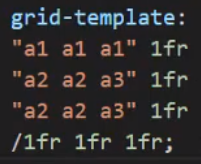 grid-template:
"a1 a1 a1" 1fr
"a2 a2 a3" 1fr
"a2 a2 a3" 1fr
/1fr 1fr 1fr;